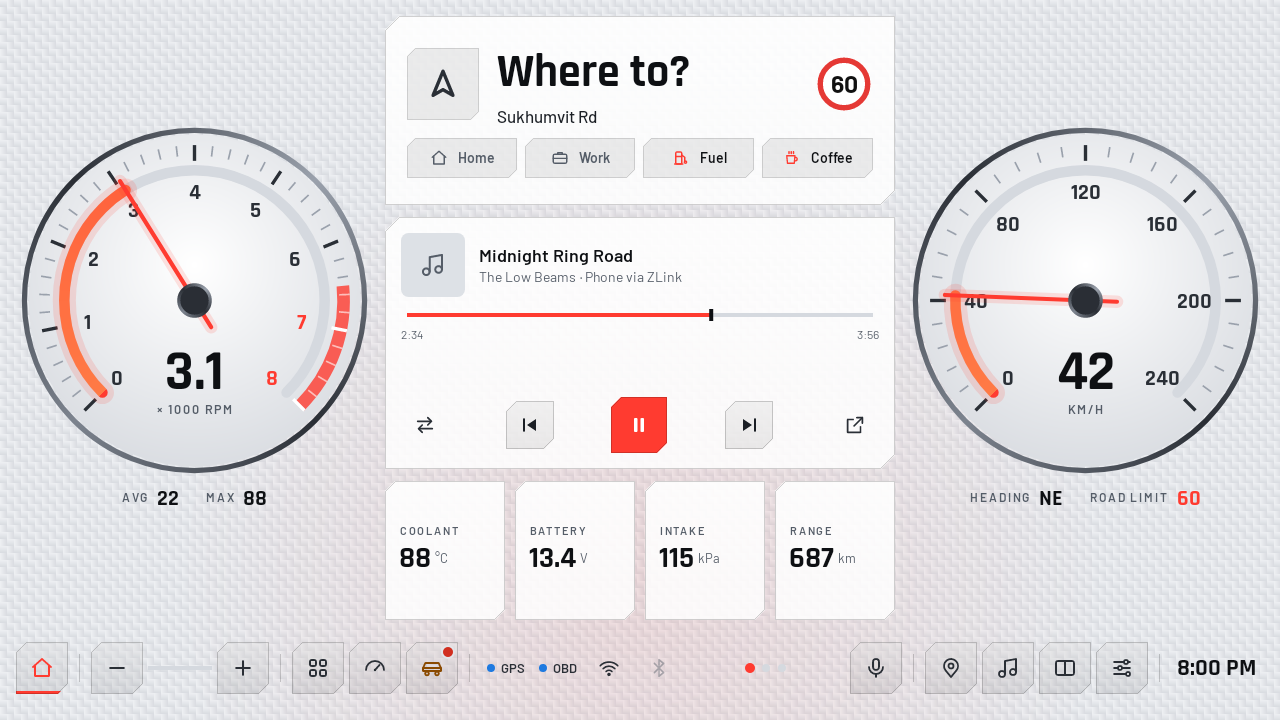 Where to?
Sukhumvit Rd
60
Home
Work
Fuel
Coffee
0
1
2
3
4
5
6
7
8
3.1
× 1000 RPM
AVG 22 MAX 88
Midnight Ring Road
The Low Beams · Phone via ZLink
2:34
3:56
0
40
80
120
160
200
240
42
KM/H
HEADING NE ROAD LIMIT 60
COOLANT
88 °C
BATTERY
13.4 V
INTAKE
115 kPa
RANGE
687 km
GPS
OBD
8:00 PM